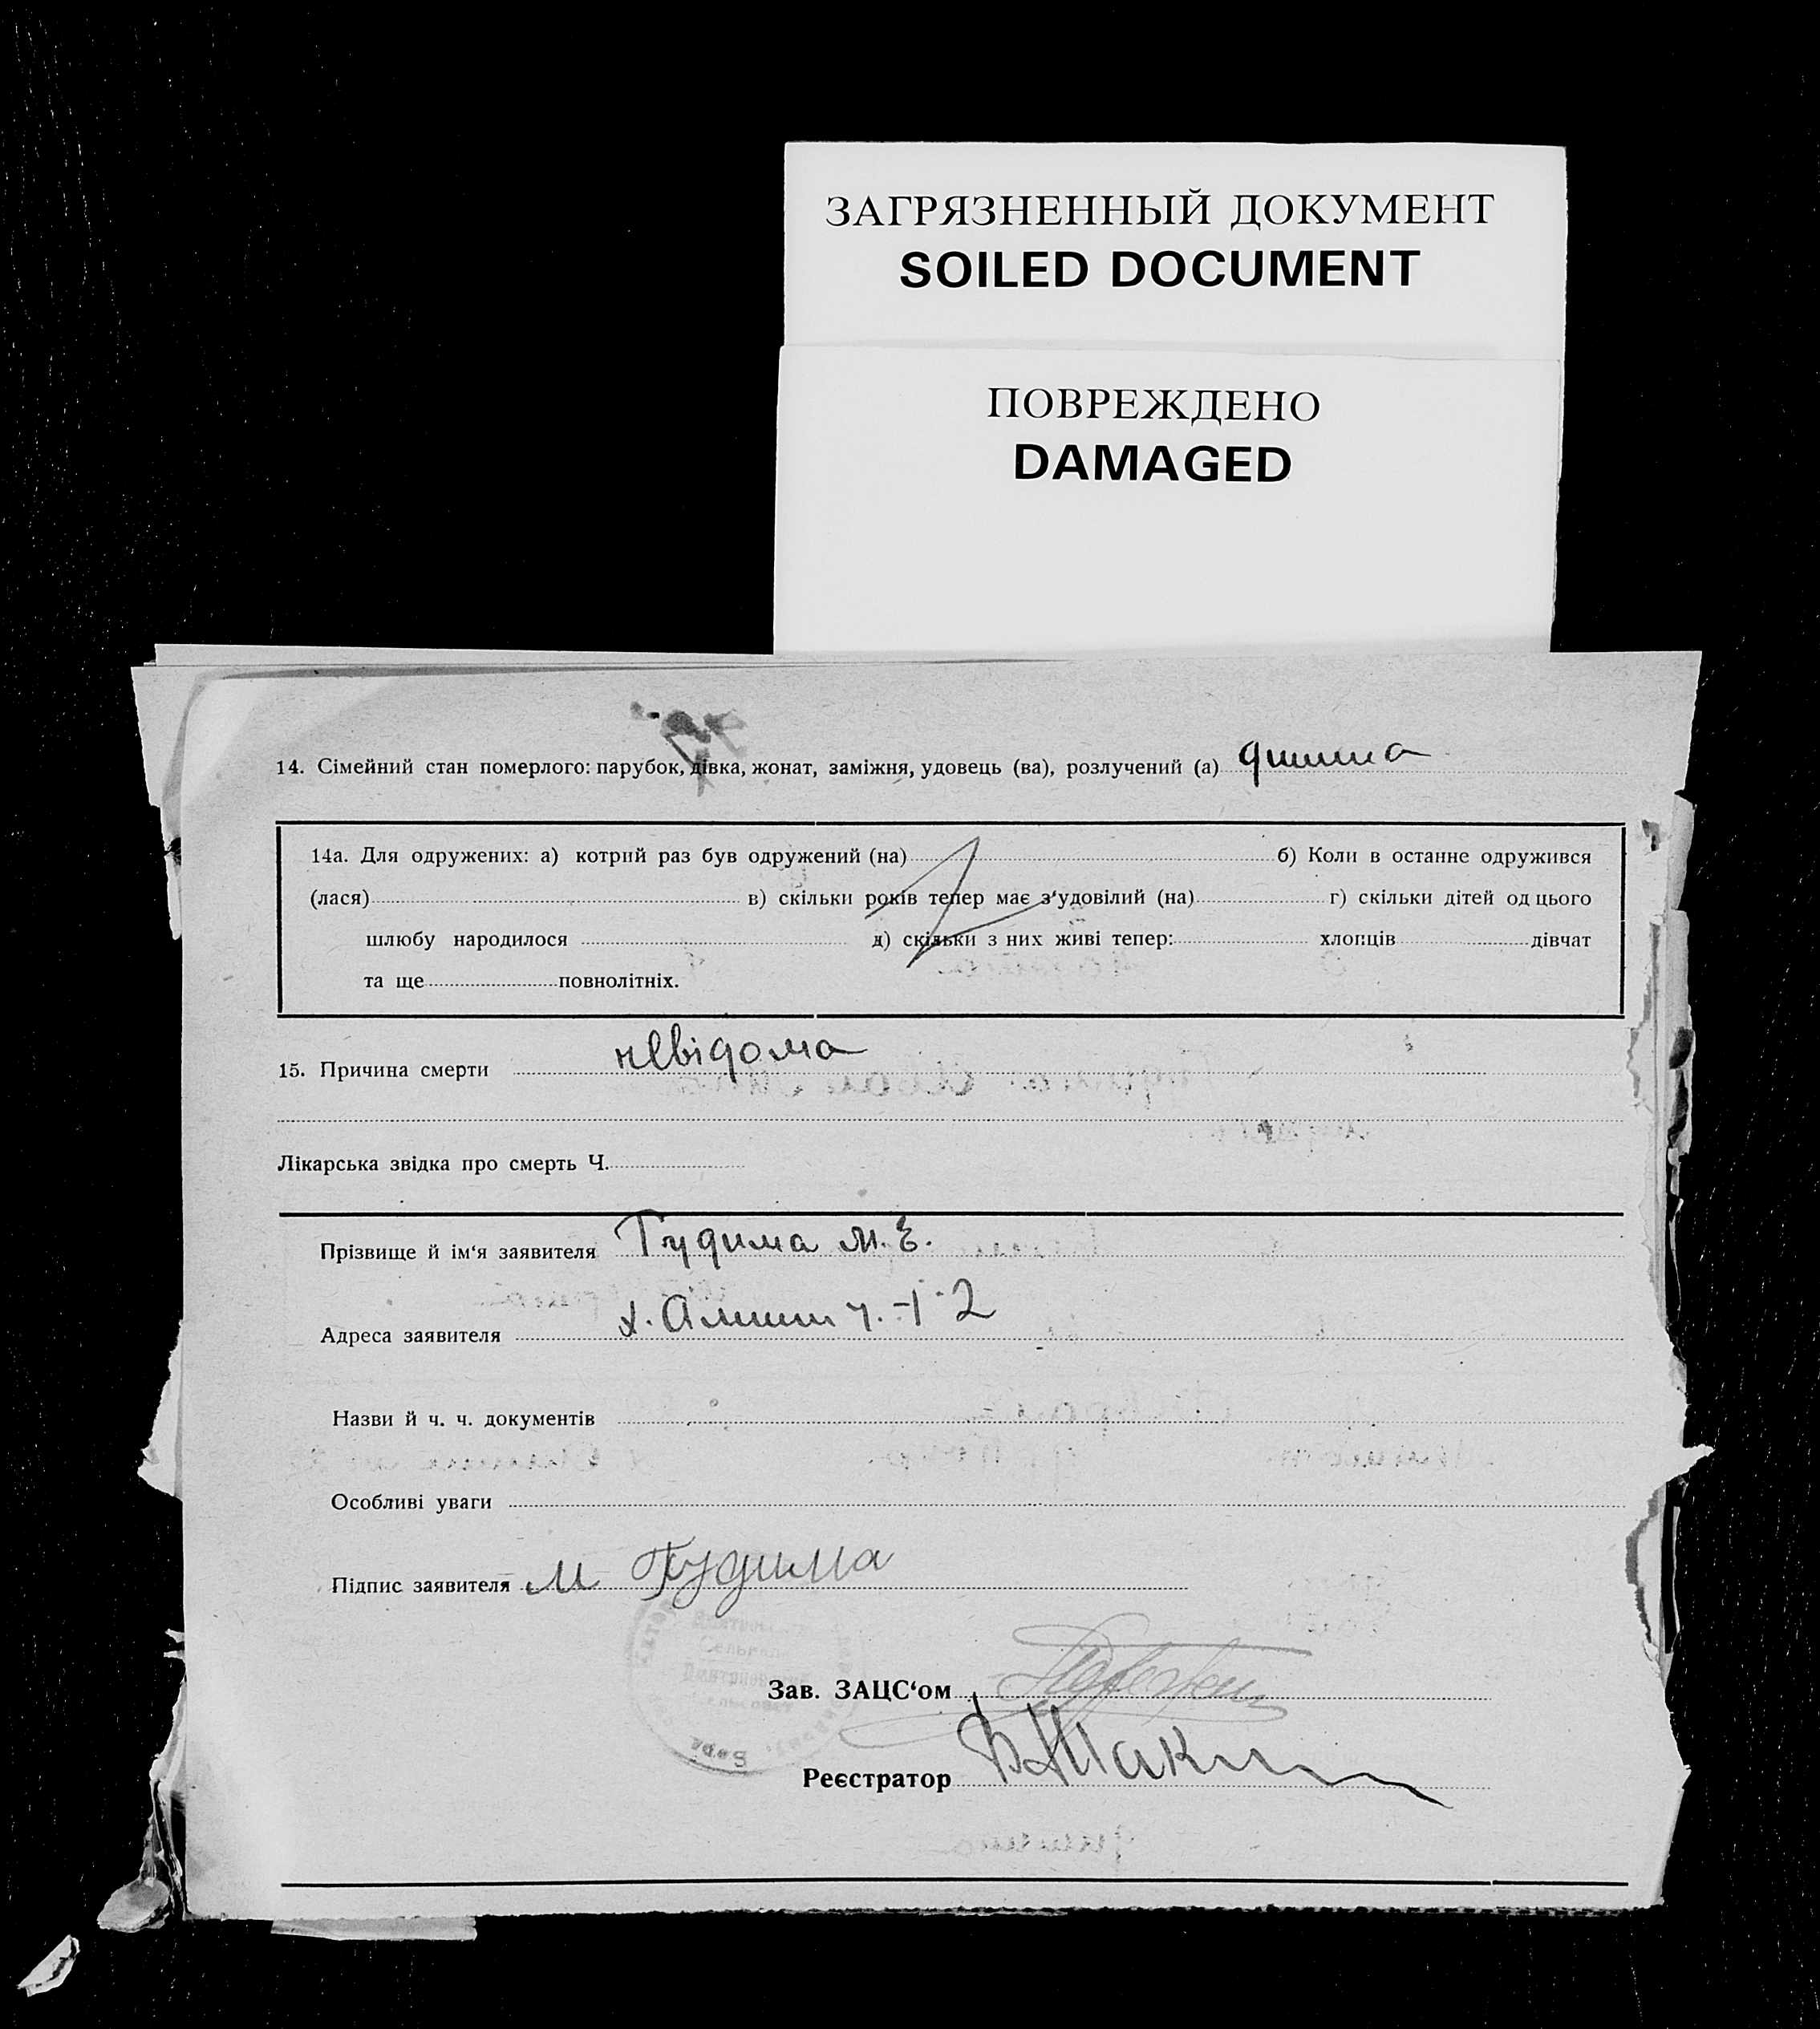 ЗАГРЯЗНЕННЫЙ ДОКУМЕНТ
SOILED DOCUMENT
ПОВРЕЖДЕНО
DAMAGED
14. Сімейний стан померлого: парубок, дівка, жонат, заміжня, удовець (ва), розлучений (а) дитина
14а. Для одружених: а) котрий раз був одружений (на) б) Коли в останне одружився
(лася) в) скільки років тепер має з'удовілий (на) г) скільки дітей од цього
шлюбу народилося д) скільки з них живі тепер: хлопців дівчат
та ще повнолітніх.
15. Причина смерти невідома
Лікарська звідка про смерть Ч.
Прізвище й ім'я заявителя Гудима М. Е.
Адреса заявителя х. ч. -1-2
Назви й ч. ч. документів
Особливі уваги
Підпис заявителя М Гудима
Зав. ЗАЦС'ом
Реєстратор